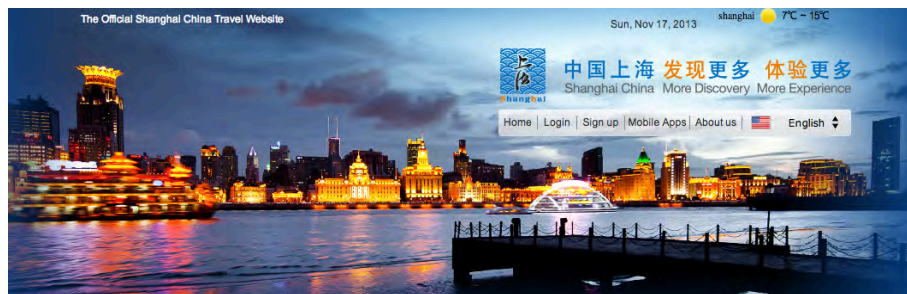 The Official Shanghai China Travel Website
Sun, Nov 17, 2013
shanghai 7℃ ~ 15℃
上海
Shanghai
中国上海 发现更多 体验更多
Shanghai China More Discovery More Experience
Home Login Sign up Mobile Apps About us English